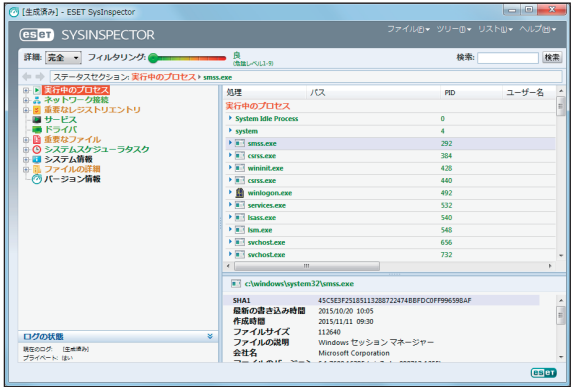 [生成済み] - ESET SysInspector
eset SYSINSPECTOR
ファイル(F)▾ ツリー(T)▾ リスト(L)▾ ヘルプ(H)▾
詳細: 完全 フィルタリング: 良
(危険レベル1-9)
検索: 検索
ステータスセクション: 実行中のプロセス ▸ smss.exe
実行中のプロセス
ネットワーク接続
重要なレジストリエントリ
サービス
ドライバ
重要なファイル
システムスケジューラタスク
システム情報
ファイルの詳細
バージョン情報
処理 パス PID ユーザー名
実行中のプロセス
System Idle Process 0
system 4
smss.exe 292
csrss.exe 384
wininit.exe 428
csrss.exe 440
winlogon.exe 492
services.exe 532
lsass.exe 540
lsm.exe 548
svchost.exe 656
svchost.exe 732
c:\windows\system32\smss.exe
SHA1
最新の書き込み時間 2015/10/20 10:05
作成時間 2015/11/11 09:30
ファイルサイズ 112640
ファイルの説明 Windows セッション マネージャー
会社名 Microsoft Corporation
ログの状態
現在のログ: [生成済み]
プライベート: はい
eset